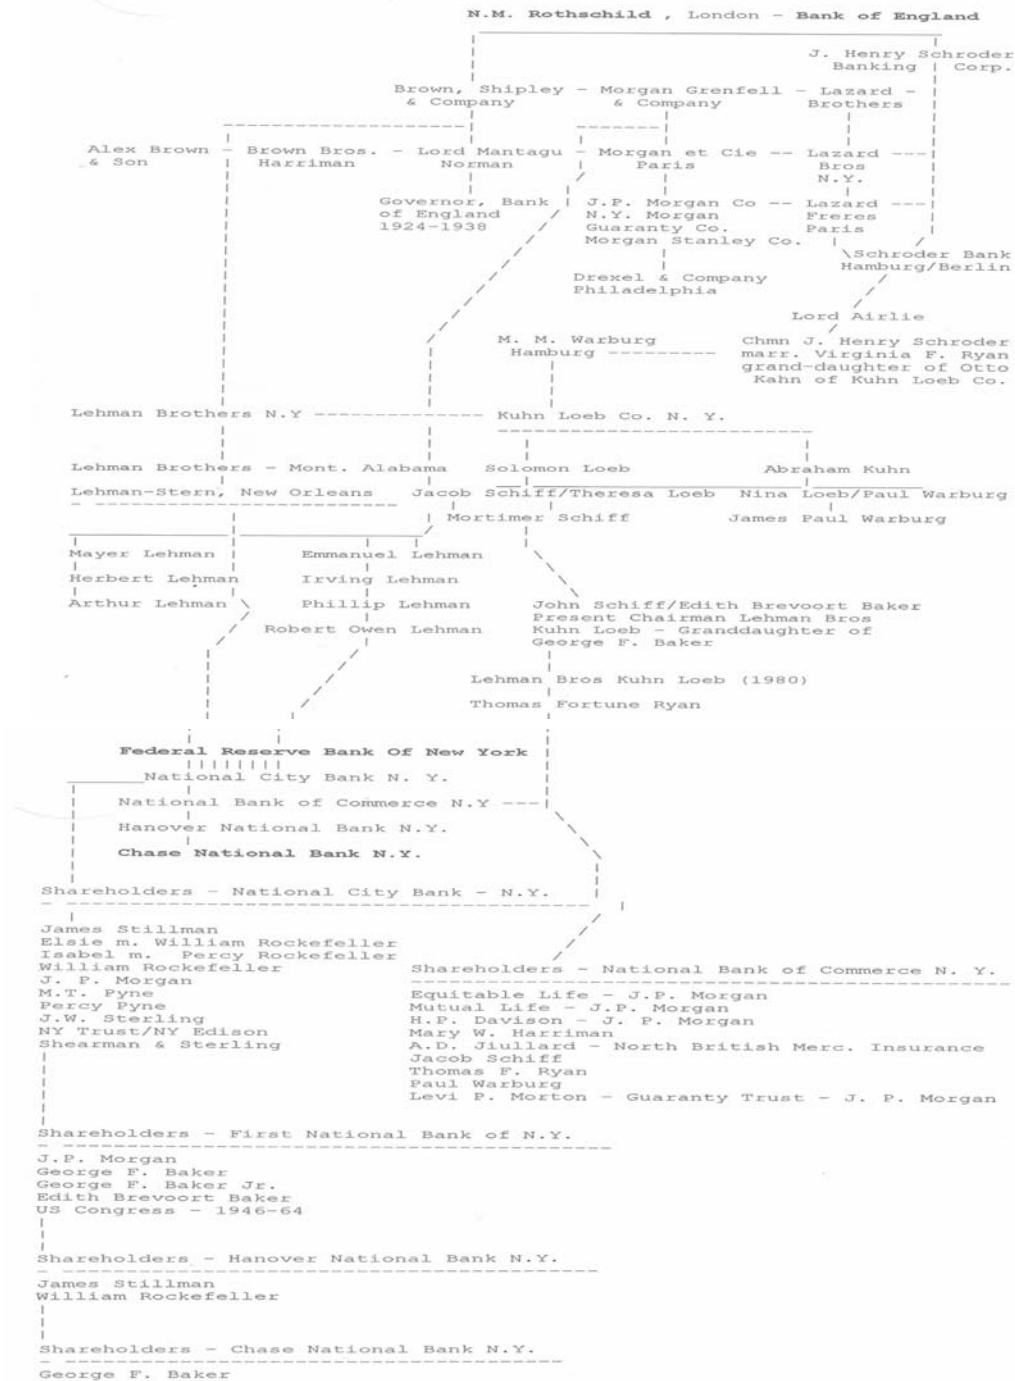 N.M. Rothschild , London - Bank of England
J. Henry Schroder
Banking | Corp.
Brown, Shipley - Morgan Grenfell - Lazard -
& Company & Company Brothers
Alex Brown - Brown Bros. - Lord Mantagu - Morgan et Cie -- Lazard ---|
& Son Harriman Norman Paris Bros
N.Y.
Governor, Bank J.P. Morgan Co -- Lazard ---|
of England N.Y. Morgan Freres
1924-1938 Guaranty Co. Paris
Morgan Stanley Co.
\Schroder Bank
Hamburg/Berlin
Drexel & Company
Philadelphia
Lord Airlie
M. M. Warburg Chmn J. Henry Schroder
Hamburg --------- marr. Virginia F. Ryan
grand-daughter of Otto
Kahn of Kuhn Loeb Co.
Lehman Brothers N.Y -------------- Kuhn Loeb Co. N. Y.
Lehman Brothers - Mont. Alabama Solomon Loeb Abraham Kuhn
Lehman-Stern, New Orleans Jacob Schiff/Theresa Loeb Nina Loeb/Paul Warburg
Mortimer Schiff James Paul Warburg
Mayer Lehman Emmanuel Lehman
Herbert Lehman Irving Lehman
Arthur Lehman Phillip Lehman John Schiff/Edith Brevoort Baker
Present Chairman Lehman Bros
Robert Owen Lehman Kuhn Loeb - Granddaughter of
George F. Baker
Lehman Bros Kuhn Loeb (1980)
Thomas Fortune Ryan
Federal Reserve Bank Of New York
National City Bank N. Y.
National Bank of Commerce N.Y ---|
Hanover National Bank N.Y.
Chase National Bank N.Y.
Shareholders - National City Bank - N.Y.
James Stillman
Elsie m. William Rockefeller
Isabel m. Percy Rockefeller
William Rockefeller Shareholders - National Bank of Commerce N. Y.
J. P. Morgan
M.T. Pyne Equitable Life - J.P. Morgan
Percy Pyne Mutual Life - J.P. Morgan
J.W. Sterling H.P. Davison - J. P. Morgan
NY Trust/NY Edison Mary W. Harriman
Shearman & Sterling A.D. Jiullard - North British Merc. Insurance
Jacob Schiff
Thomas F. Ryan
Paul Warburg
Levi P. Morton - Guaranty Trust - J. P. Morgan
Shareholders - First National Bank of N.Y.
J.P. Morgan
George F. Baker
George F. Baker Jr.
Edith Brevoort Baker
US Congress - 1946-64
Shareholders - Hanover National Bank N.Y.
James Stillman
William Rockefeller
Shareholders - Chase National Bank N.Y.
George F. Baker